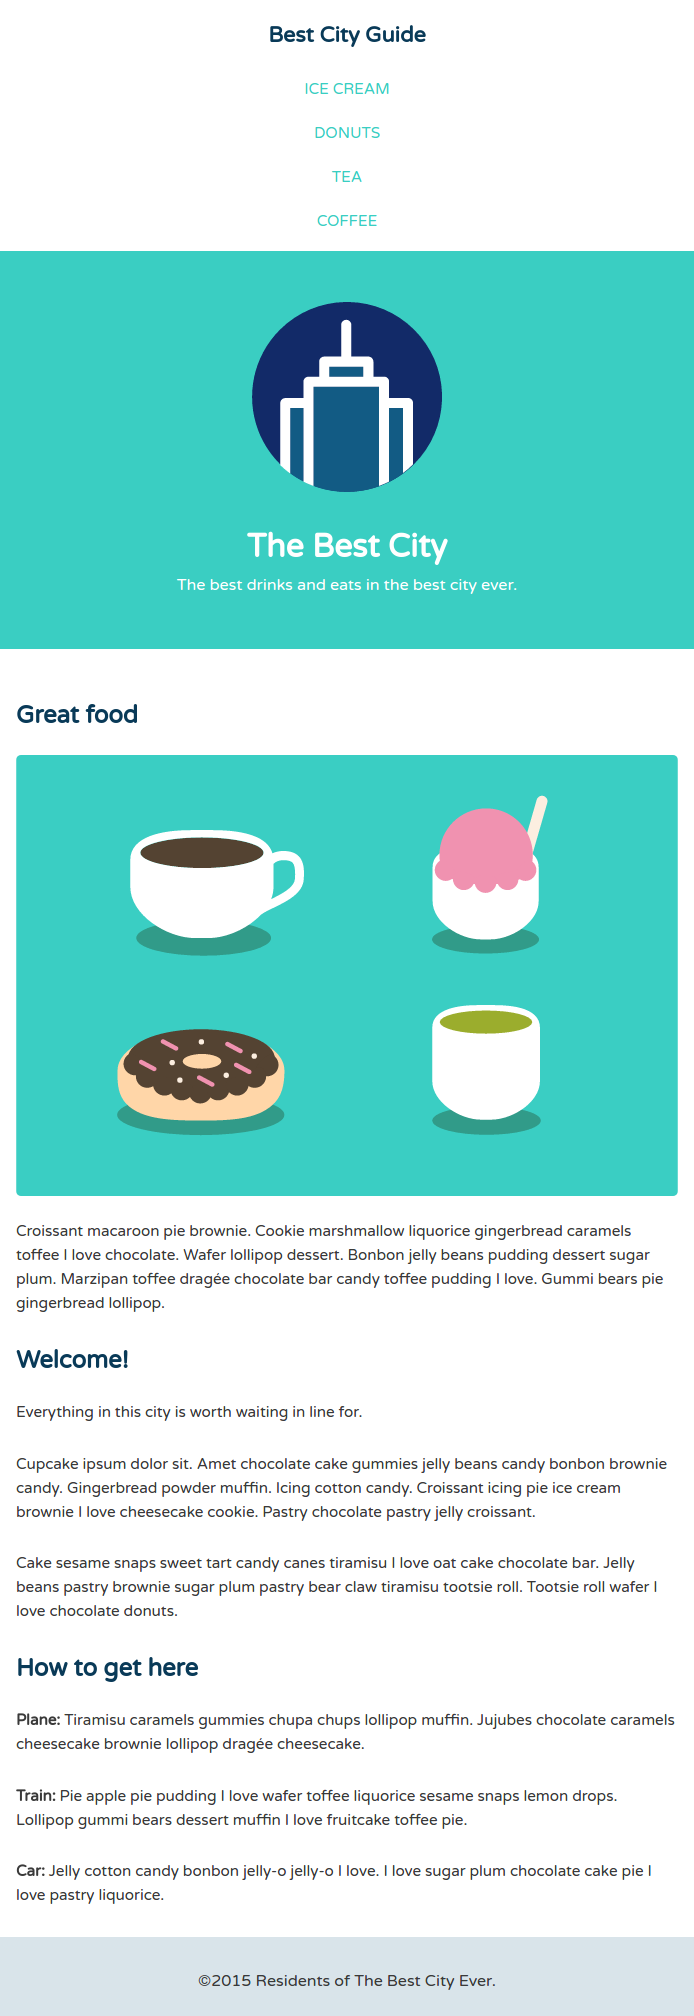 Best City Guide
ICE CREAM
DONUTS
TEA
COFFEE
The Best City
The best drinks and eats in the best city ever.
Great food
Croissant macaroon pie brownie. Cookie marshmallow liquorice gingerbread caramels
toffee I love chocolate. Wafer lollipop dessert. Bonbon jelly beans pudding dessert sugar
plum. Marzipan toffee dragée chocolate bar candy toffee pudding I love. Gummi bears pie
gingerbread lollipop.
Welcome!
Everything in this city is worth waiting in line for.
Cupcake ipsum dolor sit. Amet chocolate cake gummies jelly beans candy bonbon brownie
candy. Gingerbread powder muffin. Icing cotton candy. Croissant icing pie ice cream
brownie I love cheesecake cookie. Pastry chocolate pastry jelly croissant.
Cake sesame snaps sweet tart candy canes tiramisu I love oat cake chocolate bar. Jelly
beans pastry brownie sugar plum pastry bear claw tiramisu tootsie roll. Tootsie roll wafer I
love chocolate donuts.
How to get here
Plane: Tiramisu caramels gummies chupa chups lollipop muffin. Jujubes chocolate caramels
cheesecake brownie lollipop dragée cheesecake.
Train: Pie apple pie pudding I love wafer toffee liquorice sesame snaps lemon drops.
Lollipop gummi bears dessert muffin I love fruitcake toffee pie.
Car: Jelly cotton candy bonbon jelly-o jelly-o I love. I love sugar plum chocolate cake pie I
love pastry liquorice.
©2015 Residents of The Best City Ever.